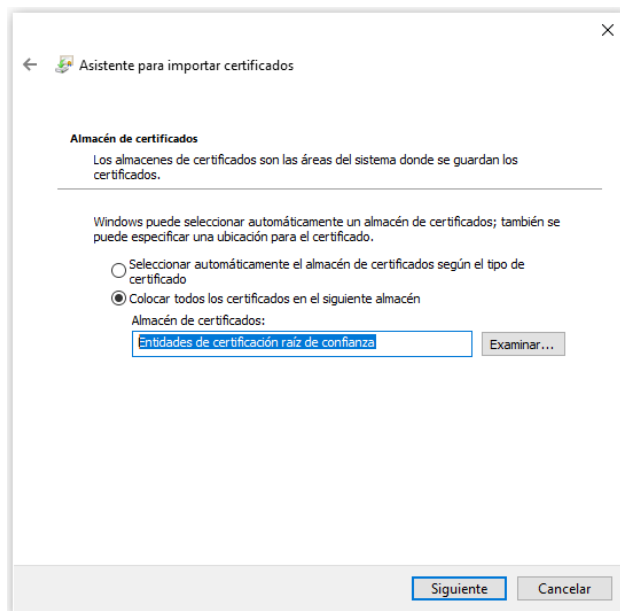 Asistente para importar certificados
Almacén de certificados
Los almacenes de certificados son las áreas del sistema donde se guardan los
certificados.
Windows puede seleccionar automáticamente un almacén de certificados; también se
puede especificar una ubicación para el certificado.
Seleccionar automáticamente el almacén de certificados según el tipo de
certificado
Colocar todos los certificados en el siguiente almacén
Almacén de certificados:
Entidades de certificación raíz de confianza
Examinar...
Siguiente
Cancelar